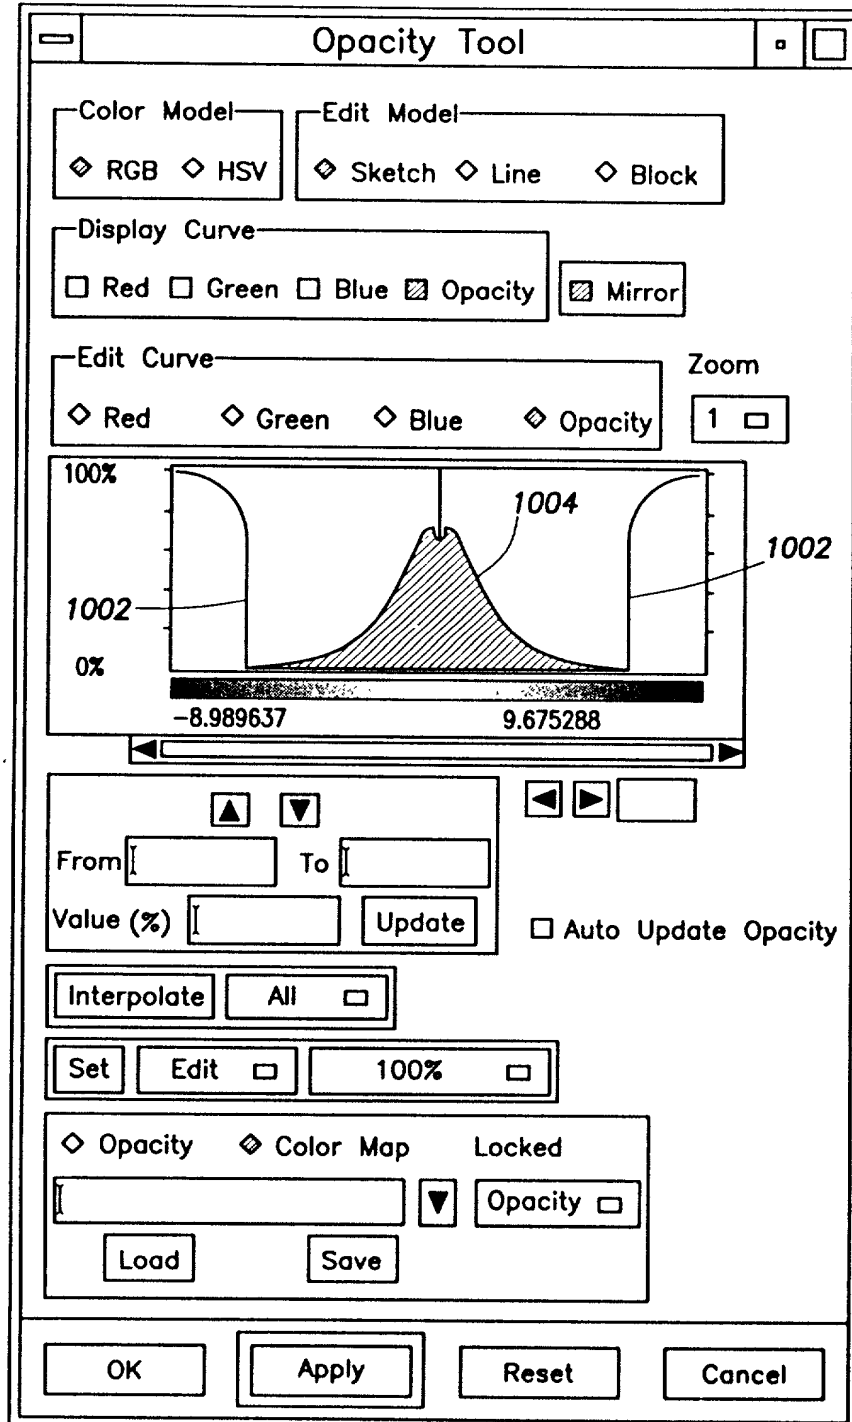 Opacity Tool
Color Model
Edit Model
RGB HSV
Sketch Line Block
Display Curve
Red Green Blue Opacity
Mirror
Edit Curve
Zoom
Red Green Blue Opacity
1
100%
1004
1002
1002
0%
-8.989637 9.675288
From To
Value (%) Update
Auto Update Opacity
Interpolate All
Set Edit 100%
Opacity Color Map Locked
Opacity
Load Save
OK Apply Reset Cancel